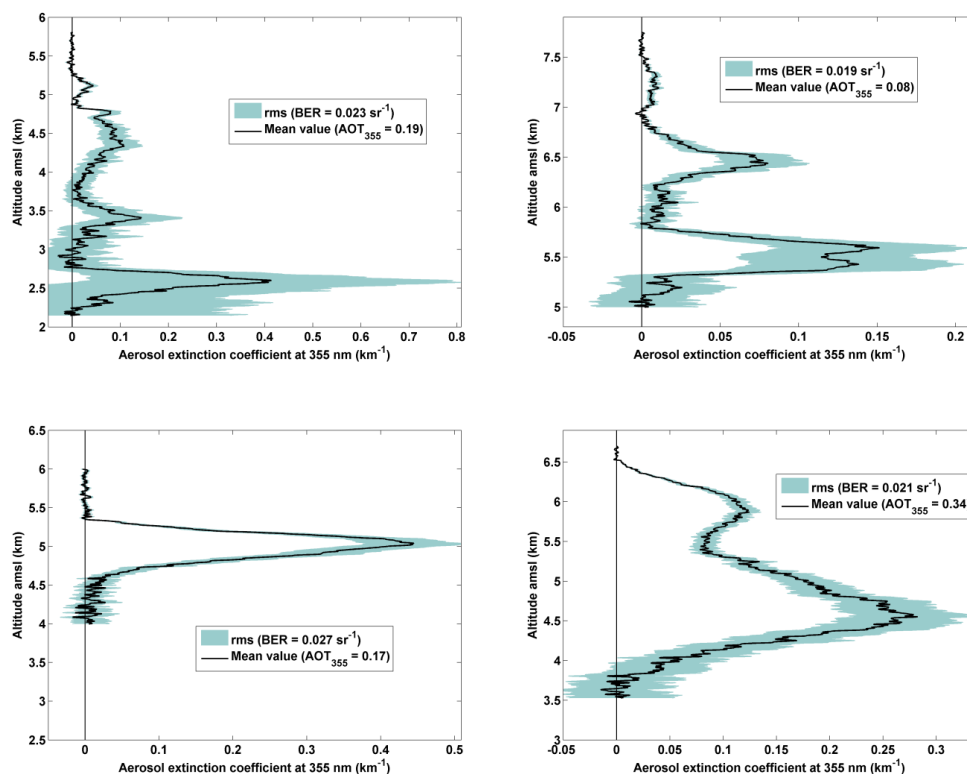 6
5.5
5
4.5
4
3.5
3
2.5
2
Altitude amsl (km)
rms (BER = 0.023 sr⁻¹)
Mean value (AOT₃₅₅ = 0.19)
0 0.1 0.2 0.3 0.4 0.5 0.6 0.7 0.8
Aerosol extinction coefficient at 355 nm (km⁻¹)
7.5
7
6.5
6
5.5
5
Altitude amsl (km)
rms (BER = 0.019 sr⁻¹)
Mean value (AOT₃₅₅ = 0.08)
-0.05 0 0.05 0.1 0.15 0.2
Aerosol extinction coefficient at 355 nm (km⁻¹)
6.5
6
5.5
5
4.5
4
3.5
3
2.5
Altitude amsl (km)
rms (BER = 0.027 sr⁻¹)
Mean value (AOT₃₅₅ = 0.17)
0 0.1 0.2 0.3 0.4 0.5
Aerosol extinction coefficient at 355 nm (km⁻¹)
6.5
6
5.5
5
4.5
4
3.5
3
Altitude amsl (km)
rms (BER = 0.021 sr⁻¹)
Mean value (AOT₃₅₅ = 0.34
-0.05 0 0.05 0.1 0.15 0.2 0.25 0.3
Aerosol extinction coefficient at 355 nm (km⁻¹)